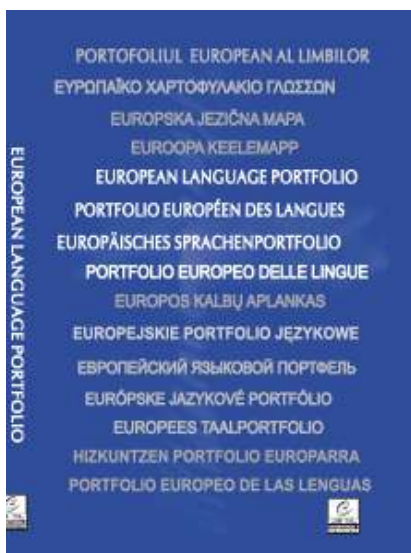 PORTOFOLIUL EUROPEAN AL LIMBILOR
ΕΥΡΩΠΑΪΚΟ ΧΑΡΤΟΦΥΛΑΚΙΟ ΓΛΩΣΣΩΝ
EUROPSKA JEZIČNA MAPA
EUROOPA KEELEMAPP
EUROPEAN LANGUAGE PORTFOLIO
PORTFOLIO EUROPÉEN DES LANGUES
EUROPÄISCHES SPRACHENPORTFOLIO
PORTFOLIO EUROPEO DELLE LINGUE
EUROPOS KALBŲ APLANKAS
EUROPEJSKIE PORTFOLIO JĘZYKOWE
ЕВРОПЕЙСКИЙ ЯЗЫКОВОЙ ПОРТФЕЛЬ
EURÓPSKE JAZYKOVÉ PORTFÓLIO
EUROPEES TAALPORTFOLIO
HIZKUNTZEN PORTFOLIO EUROPARRA
PORTFOLIO EUROPEO DE LAS LENGUAS
EUROPEAN LANGUAGE PORTFOLIO